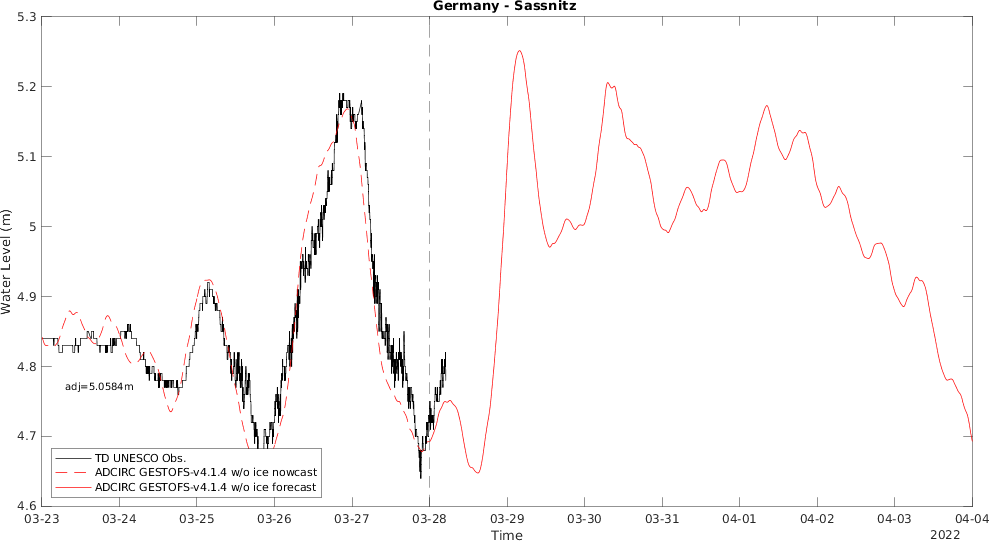 Germany - Sassnitz
5.3
5.2
5.1
5
4.9
4.8
4.7
4.6
Water Level (m)
adj=5.0584m
TD UNESCO Obs.
ADCIRC GESTOFS-v4.1.4 w/o ice nowcast
ADCIRC GESTOFS-v4.1.4 w/o ice forecast
03-23 03-24 03-25 03-26 03-27 03-28 03-29 03-30 03-31 04-01 04-02 04-03 04-04
Time
2022